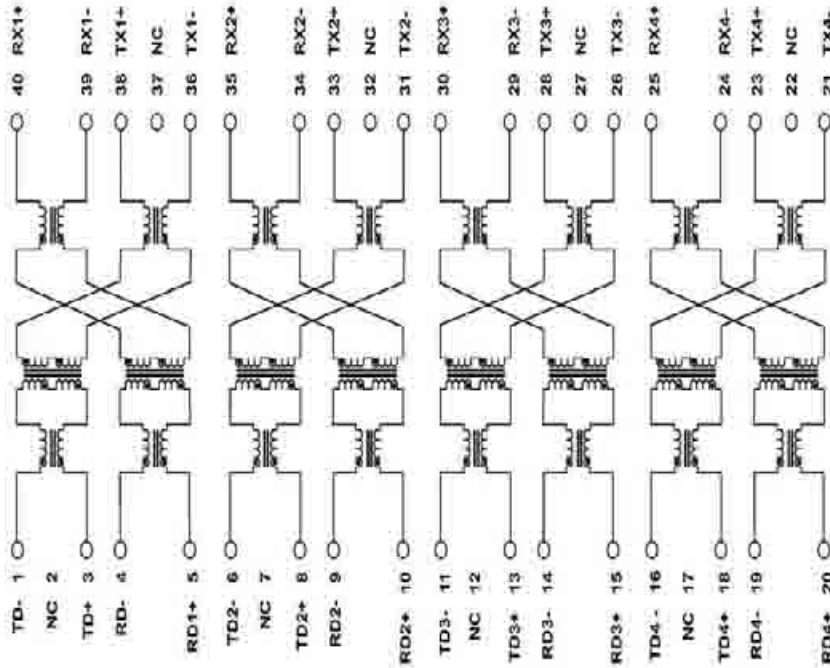 40 RX1+
39 RX1-
38 TX1+
37 NC
36 TX1-
35 RX2+
34 RX2-
33 TX2+
32 NC
31 TX2-
30 RX3+
29 RX3-
28 TX3+
27 NC
26 TX3-
25 RX4+
24 RX4-
23 TX4+
22 NC
21 TX4-
TD- 1
NC 2
TD+ 3
RD- 4
RD1+ 5
TD2- 6
NC 7
TD2+ 8
RD2- 9
RD2+ 10
TD3- 11
NC 12
TD3+ 13
RD3- 14
RD3+ 15
TD4- 16
NC 17
TD4+ 18
RD4- 19
RD4+ 20